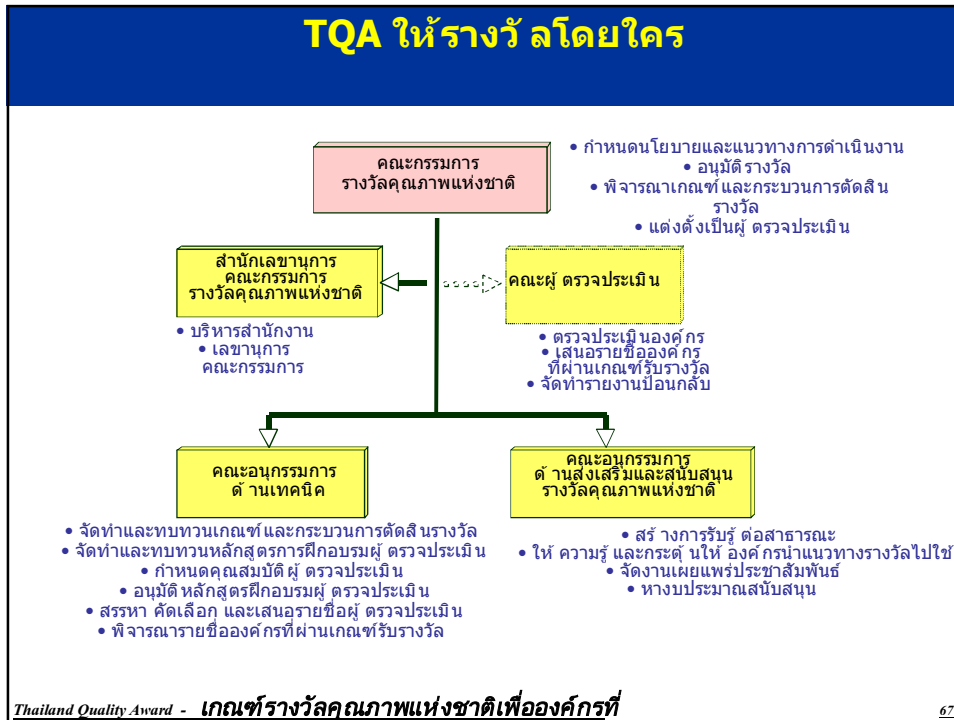 TQA ให้รางวัลโดยใคร
คณะกรรมการ
รางวัลคุณภาพแห่งชาติ
• กำหนดนโยบายและแนวทางการดำเนินงาน
• อนุมัติรางวัล
• พิจารณาเกณฑ์และกระบวนการตัดสิน
รางวัล
• แต่งตั้งเป็นผู้ตรวจประเมิน
สำนักเลขานุการ
คณะกรรมการ
รางวัลคุณภาพแห่งชาติ
คณะผู้ตรวจประเมิน
• บริหารสำนักงาน
• เลขานุการ
คณะกรรมการ
• ตรวจประเมินองค์กร
• เสนอรายชื่อองค์กร
ที่ผ่านเกณฑ์รับรางวัล
• จัดทำรายงานป้อนกลับ
คณะอนุกรรมการ
ด้านเทคนิค
คณะอนุกรรมการ
ด้านส่งเสริมและสนับสนุน
รางวัลคุณภาพแห่งชาติ
• จัดทำและทบทวนเกณฑ์และกระบวนการตัดสินรางวัล
• จัดทำและทบทวนหลักสูตรการฝึกอบรมผู้ตรวจประเมิน
• กำหนดคุณสมบัติผู้ตรวจประเมิน
• อนุมัติหลักสูตรฝึกอบรมผู้ตรวจประเมิน
• สรรหา คัดเลือก และเสนอรายชื่อผู้ตรวจประเมิน
• พิจารณารายชื่อองค์กรที่ผ่านเกณฑ์รับรางวัล
• สร้างการรับรู้ต่อสาธารณะ
• ให้ความรู้ และกระตุ้นให้องค์กรนำแนวทางรางวัลไปใช้
• จัดงานเผยแพร่ประชาสัมพันธ์
• หางบประมาณสนับสนุน
Thailand Quality Award - เกณฑ์รางวัลคุณภาพแห่งชาติเพื่อองค์กรที่ 67